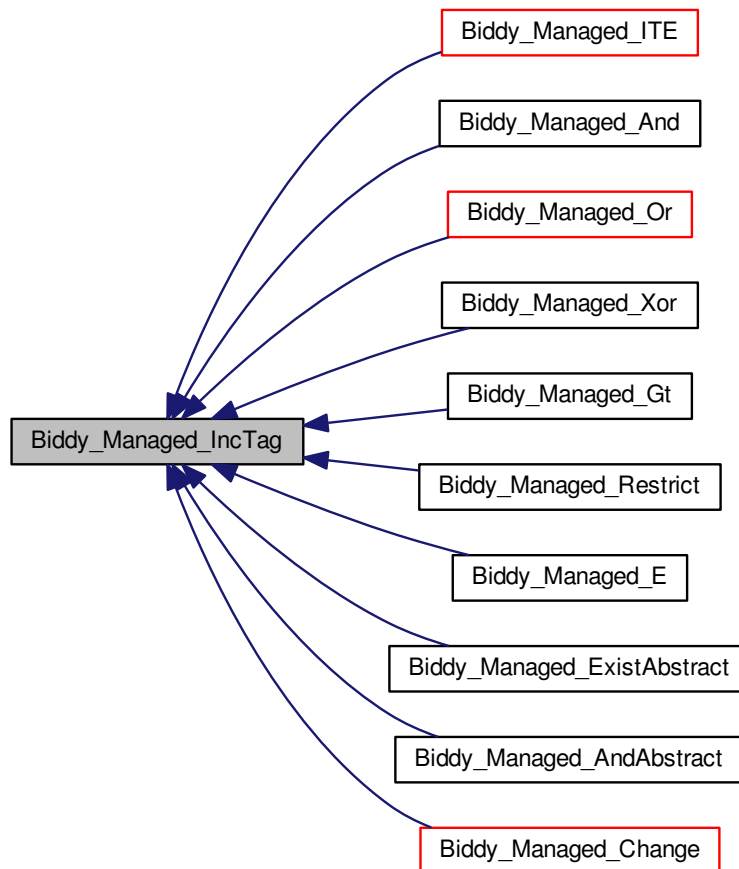 Biddy_Managed_ITE
Biddy_Managed_And
Biddy_Managed_Or
Biddy_Managed_Xor
Biddy_Managed_Gt
Biddy_Managed_IncTag
Biddy_Managed_Restrict
Biddy_Managed_E
Biddy_Managed_ExistAbstract
Biddy_Managed_AndAbstract
Biddy_Managed_Change